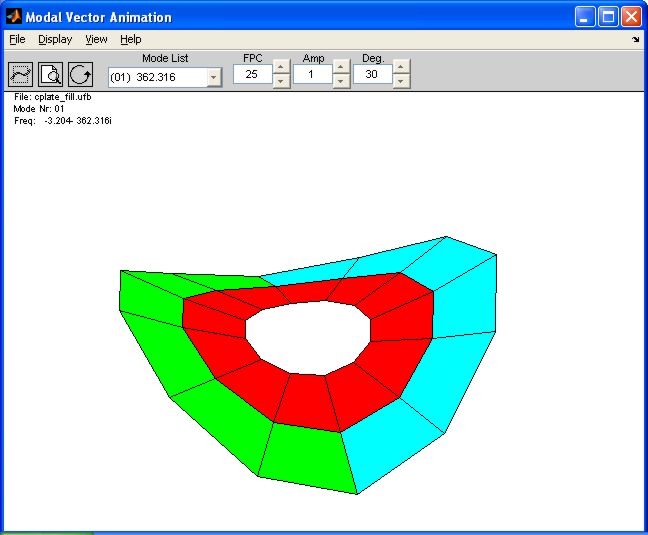 Modal Vector Animation
File Display View Help
Mode List FPC Amp Deg.
(01) 362.316 25 1 30
File: cplate_fill.ufb
Mode Nr: 01
Freq: -3.204- 362.316i